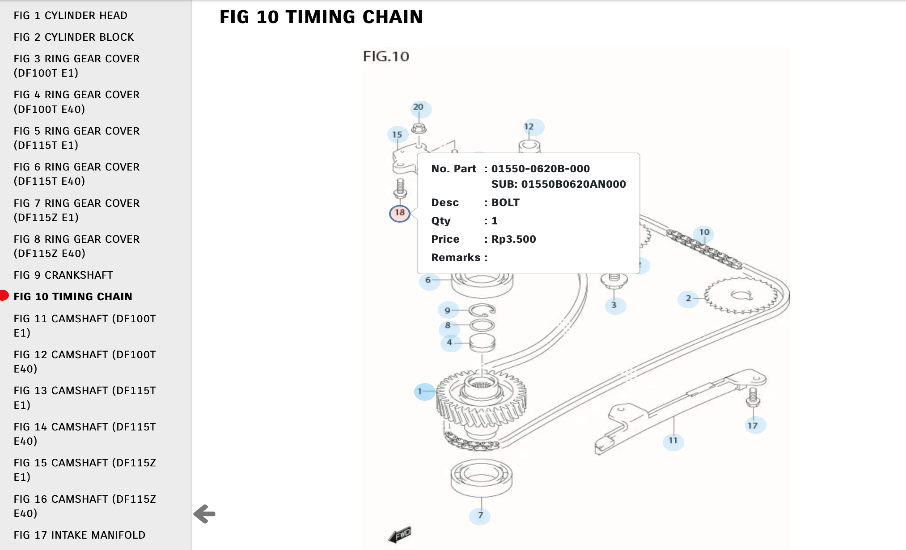 FIG 1 CYLINDER HEAD
FIG 2 CYLINDER BLOCK
FIG 3 RING GEAR COVER
(DF100T E1)
FIG 4 RING GEAR COVER
(DF100T E40)
FIG 5 RING GEAR COVER
(DF115T E1)
FIG 6 RING GEAR COVER
(DF115T E40)
FIG 7 RING GEAR COVER
(DF115Z E1)
FIG 8 RING GEAR COVER
(DF115Z E40)
FIG 9 CRANKSHAFT
FIG 10 TIMING CHAIN
FIG 11 CAMSHAFT (DF100T
E1)
FIG 12 CAMSHAFT (DF100T
E40)
FIG 13 CAMSHAFT (DF115T
E1)
FIG 14 CAMSHAFT (DF115T
E40)
FIG 15 CAMSHAFT (DF115Z
E1)
FIG 16 CAMSHAFT (DF115Z
E40)
FIG 17 INTAKE MANIFOLD
FIG 10 TIMING CHAIN
FIG.10
20
15
12
18
No. Part : 01550-0620B-000
SUB: 01550B0620AN000
Desc : BOLT
Qty : 1
Price : Rp3.500
Remarks :
10
6
2
3
9
8
4
1
17
11
7
FWD